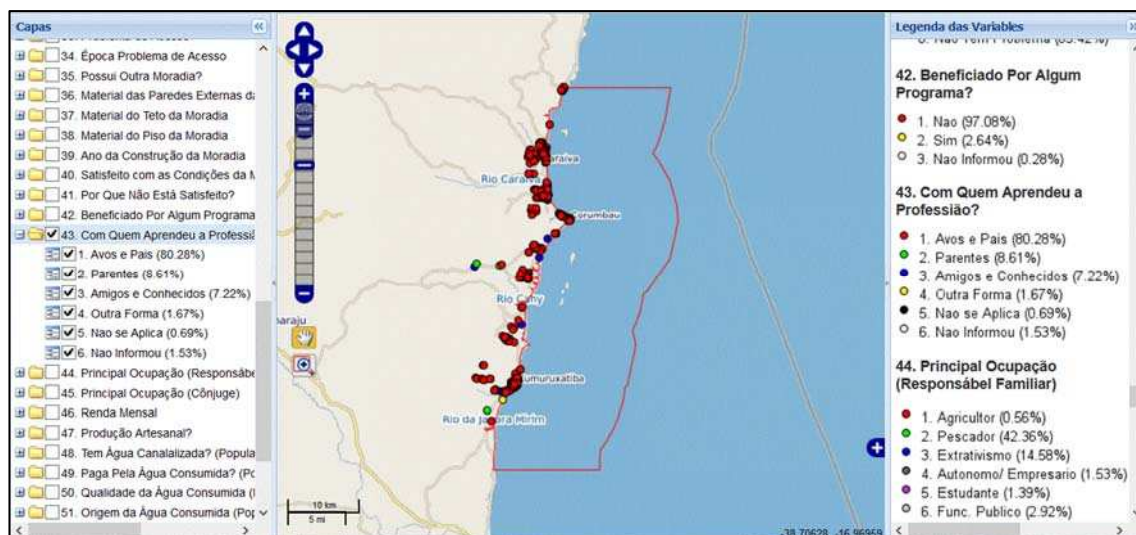 Capas
34. Época Problema de Acesso
35. Possui Outra Moradia?
36. Material das Paredes Externas da
37. Material do Teto da Moradia
38. Material do Piso da Moradia
39. Ano da Construção da Moradia
40. Satisfeito com as Condições da M
41. Por Que Não Está Satisfeito?
42. Beneficiado Por Algum Programa
43. Com Quem Aprendeu a Professiã
1. Avos e Pais (80.28%)
2. Parentes (8.61%)
3. Amigos e Conhecidos (7.22%)
4. Outra Forma (1.67%)
5. Nao se Aplica (0.69%)
6. Nao Informou (1.53%)
44. Principal Ocupação (Responsábe
45. Principal Ocupação (Cônjuge)
46. Renda Mensal
47. Produção Artesanal?
48. Tem Água Canalalizada? (Popula
49. Paga Pela Água Consumida? (Po
50. Qualidade da Água Consumida (
51. Origem da Água Consumida (Pop
araiva
Rio Caraíva
orumbau
Rio Cahy
maraju
umuruxatiba
Rio da Mirim
10 km
5 mi
-38.70628, -16.96959
Legenda das Variables
42. Beneficiado Por Algum
Programa?
1. Nao (97.08%)
2. Sim (2.64%)
3. Nao Informou (0.28%)
43. Com Quem Aprendeu a
Professião?
1. Avos e Pais (80.28%)
2. Parentes (8.61%)
3. Amigos e Conhecidos (7.22%)
4. Outra Forma (1.67%)
5. Nao se Aplica (0.69%)
6. Nao Informou (1.53%)
44. Principal Ocupação
(Responsábel Familiar)
1. Agricultor (0.56%)
2. Pescador (42.36%)
3. Extrativismo (14.58%)
4. Autonomo/ Empresario (1.53%)
5. Estudante (1.39%)
6. Func. Publico (2.92%)